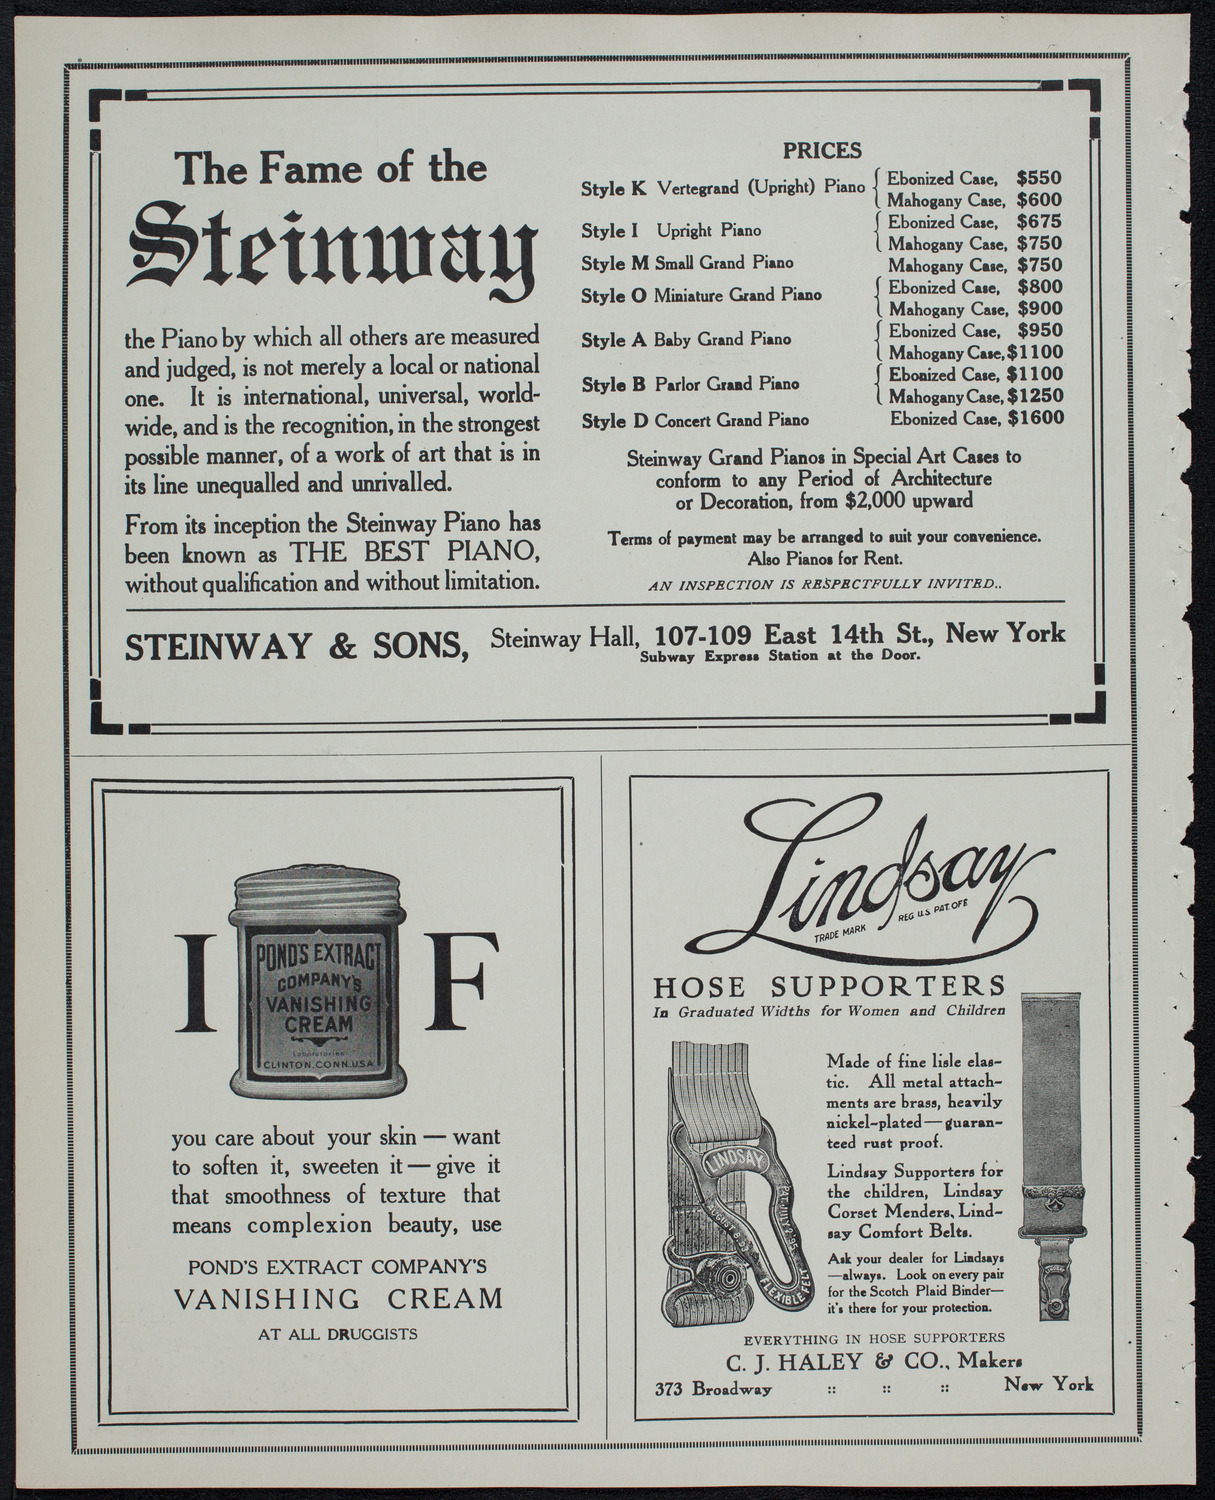 The Fame of the
Steinway
the Piano by which all others are measured
and judged, is not merely a local or national
one. It is international, universal, world-
wide, and is the recognition, in the strongest
possible manner, of a work of art that is in
its line unequalled and unrivalled.
From its inception the Steinway Piano has
been known as THE BEST PIANO,
without qualification and without limitation.
PRICES
Style K Vertegrand (Upright) Piano { Ebonized Case, $550
Mahogany Case, $600
Style I Upright Piano { Ebonized Case, $675
Mahogany Case, $750
Style M Small Grand Piano Mahogany Case, $750
Style O Miniature Grand Piano { Ebonized Case, $800
Mahogany Case, $900
Style A Baby Grand Piano { Ebonized Case, $950
Mahogany Case, $1100
Style B Parlor Grand Piano { Ebonized Case, $1100
Mahogany Case, $1250
Style D Concert Grand Piano Ebonized Case, $1600
Steinway Grand Pianos in Special Art Cases to
conform to any Period of Architecture
or Decoration, from $2,000 upward
Terms of payment may be arranged to suit your convenience.
Also Pianos for Rent.
AN INSPECTION IS RESPECTFULLY INVITED..
STEINWAY & SONS, Steinway Hall, 107-109 East 14th St., New York
Subway Express Station at the Door.
I F
POND'S EXTRACT
COMPANY'S
VANISHING
CREAM
Laboratories
CLINTON.CONN.USA
you care about your skin — want
to soften it, sweeten it — give it
that smoothness of texture that
means complexion beauty, use
POND'S EXTRACT COMPANY'S
VANISHING CREAM
AT ALL DRUGGISTS
Lindsay
TRADE MARK REG U.S. PAT. OFF.
HOSE SUPPORTERS
In Graduated Widths for Women and Children
LINDSAY
FLEXIBLE FELT
Made of fine lisle elas-
tic. All metal attach-
ments are brass, heavily
nickel-plated — guaran-
teed rust proof.
Lindsay Supporters for
the children, Lindsay
Corset Menders, Lind-
say Comfort Belts.
Ask your dealer for Lindsays
—always. Look on every pair
for the Scotch Plaid Binder—
it's there for your protection.
EVERYTHING IN HOSE SUPPORTERS
C. J. HALEY & CO., Makers
373 Broadway :: :: :: New York